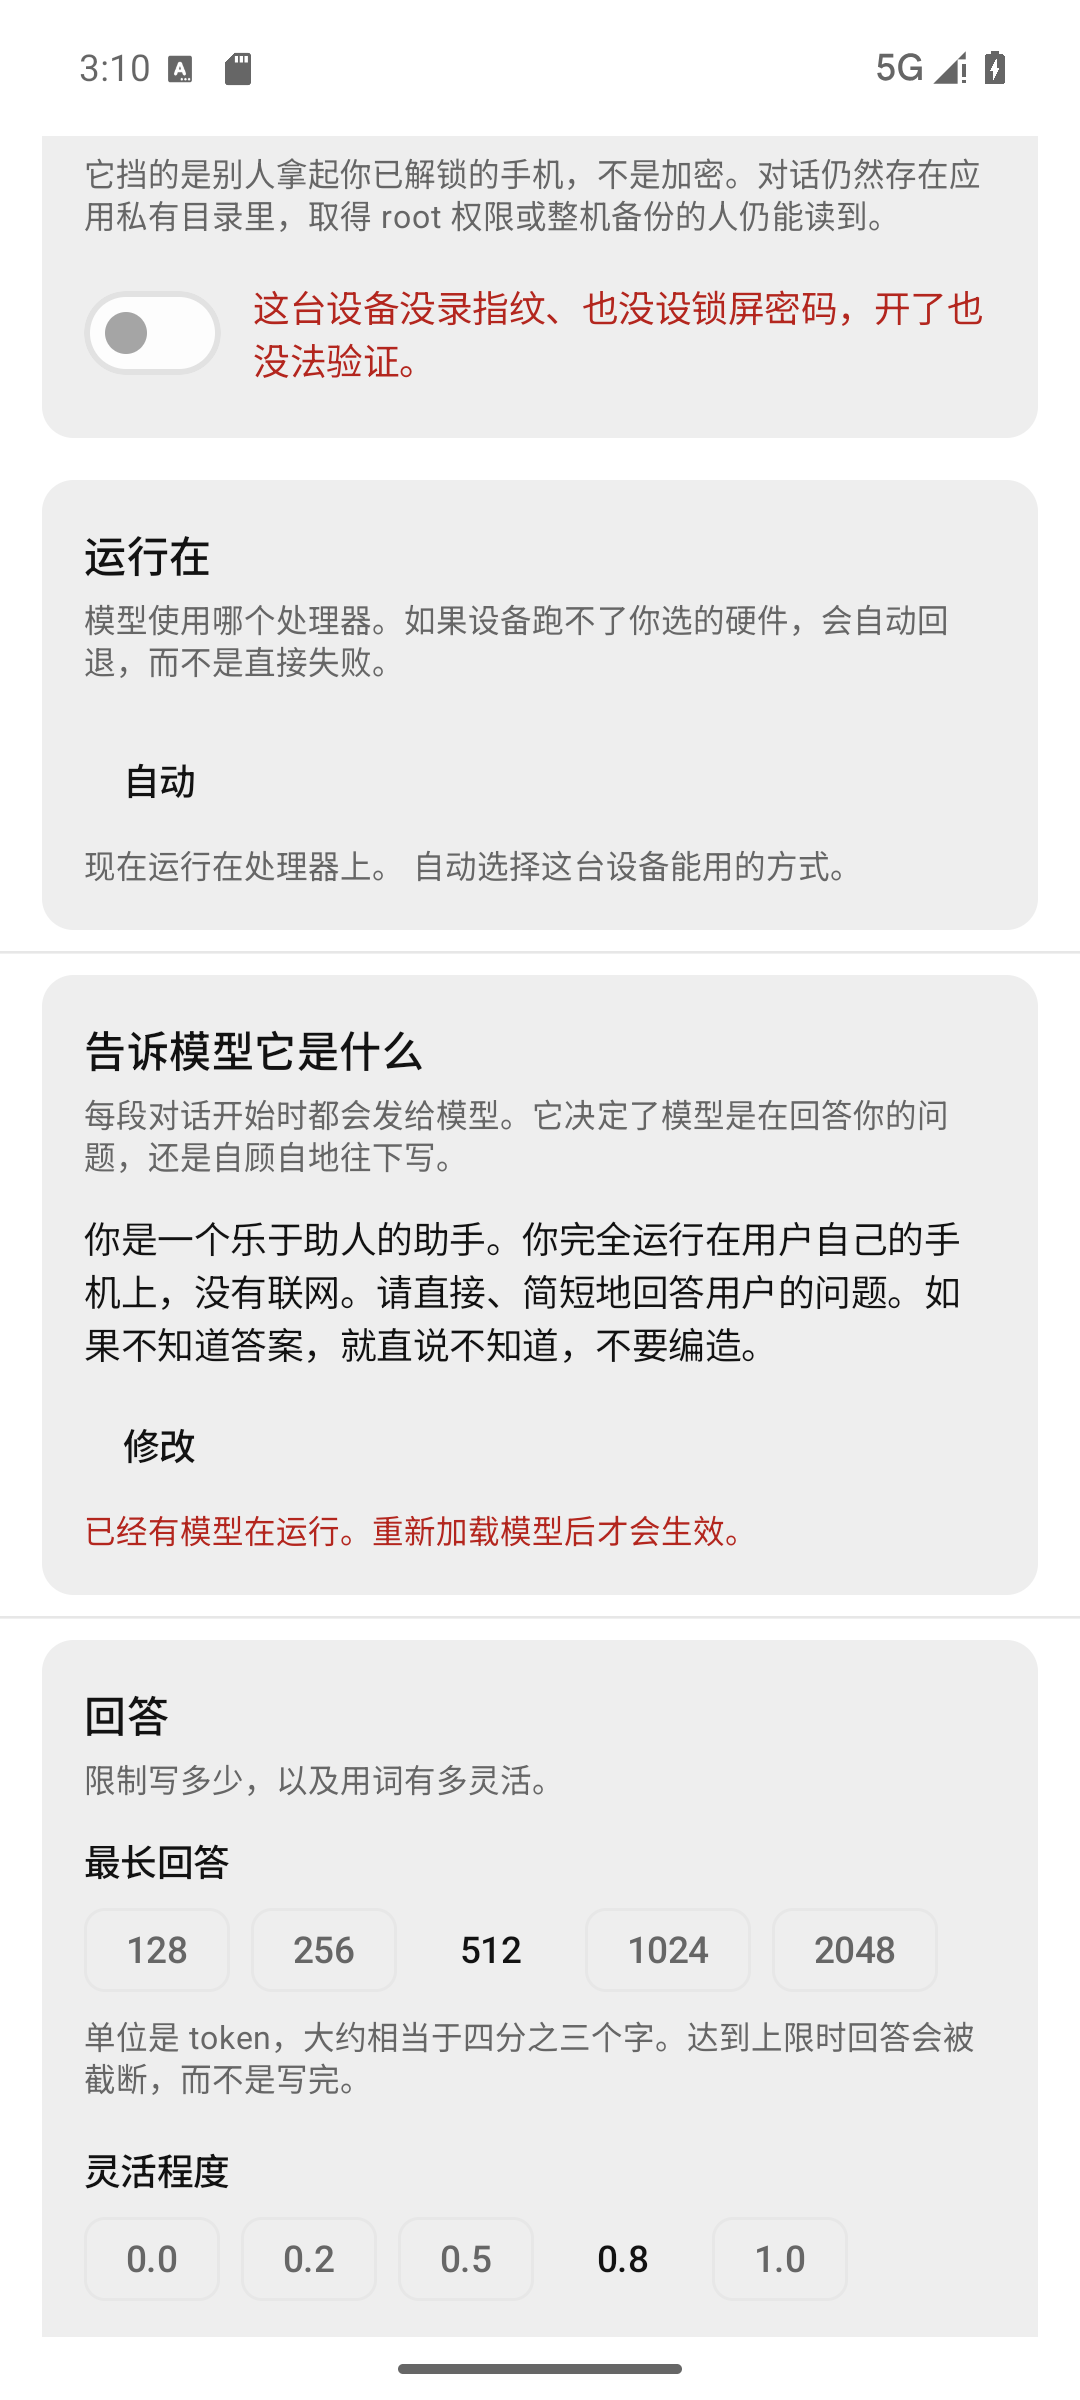 3:10
5G
它挡的是别人拿起你已解锁的手机，不是加密。对话仍然存在应
用私有目录里，取得 root 权限或整机备份的人仍能读到。
这台设备没录指纹、也没设锁屏密码，开了也
没法验证。
运行在
模型使用哪个处理器。如果设备跑不了你选的硬件，会自动回
退，而不是直接失败。
自动
现在运行在处理器上。 自动选择这台设备能用的方式。
告诉模型它是什么
每段对话开始时都会发给模型。它决定了模型是在回答你的问
题，还是自顾自地往下写。
你是一个乐于助人的助手。你完全运行在用户自己的手
机上，没有联网。请直接、简短地回答用户的问题。如
果不知道答案，就直说不知道，不要编造。
修改
已经有模型在运行。重新加载模型后才会生效。
回答
限制写多少，以及用词有多灵活。
最长回答
128 256 512 1024 2048
单位是 token，大约相当于四分之三个字。达到上限时回答会被
截断，而不是写完。
灵活程度
0.0 0.2 0.5 0.8 1.0